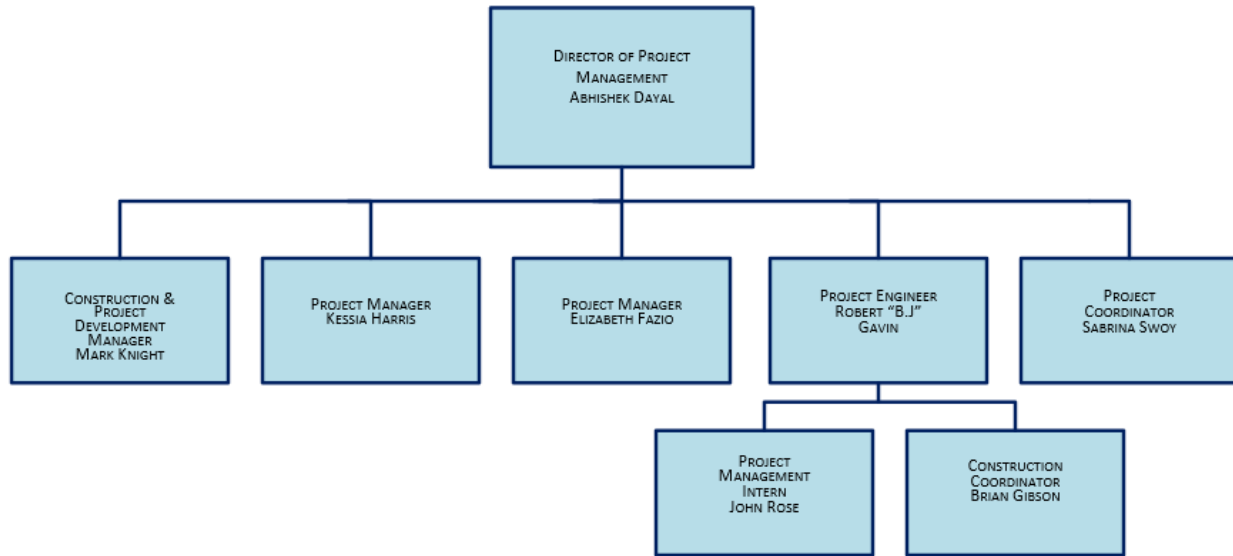 Director of Project
Management
Abhishek Dayal
Construction &
Project
Development
Manager
Mark Knight
Project Manager
Kessia Harris
Project Manager
Elizabeth Fazio
Project Engineer
Robert “B.J”
Gavin
Project
Coordinator
Sabrina Swoy
Project
Management
Intern
John Rose
Construction
Coordinator
Brian Gibson